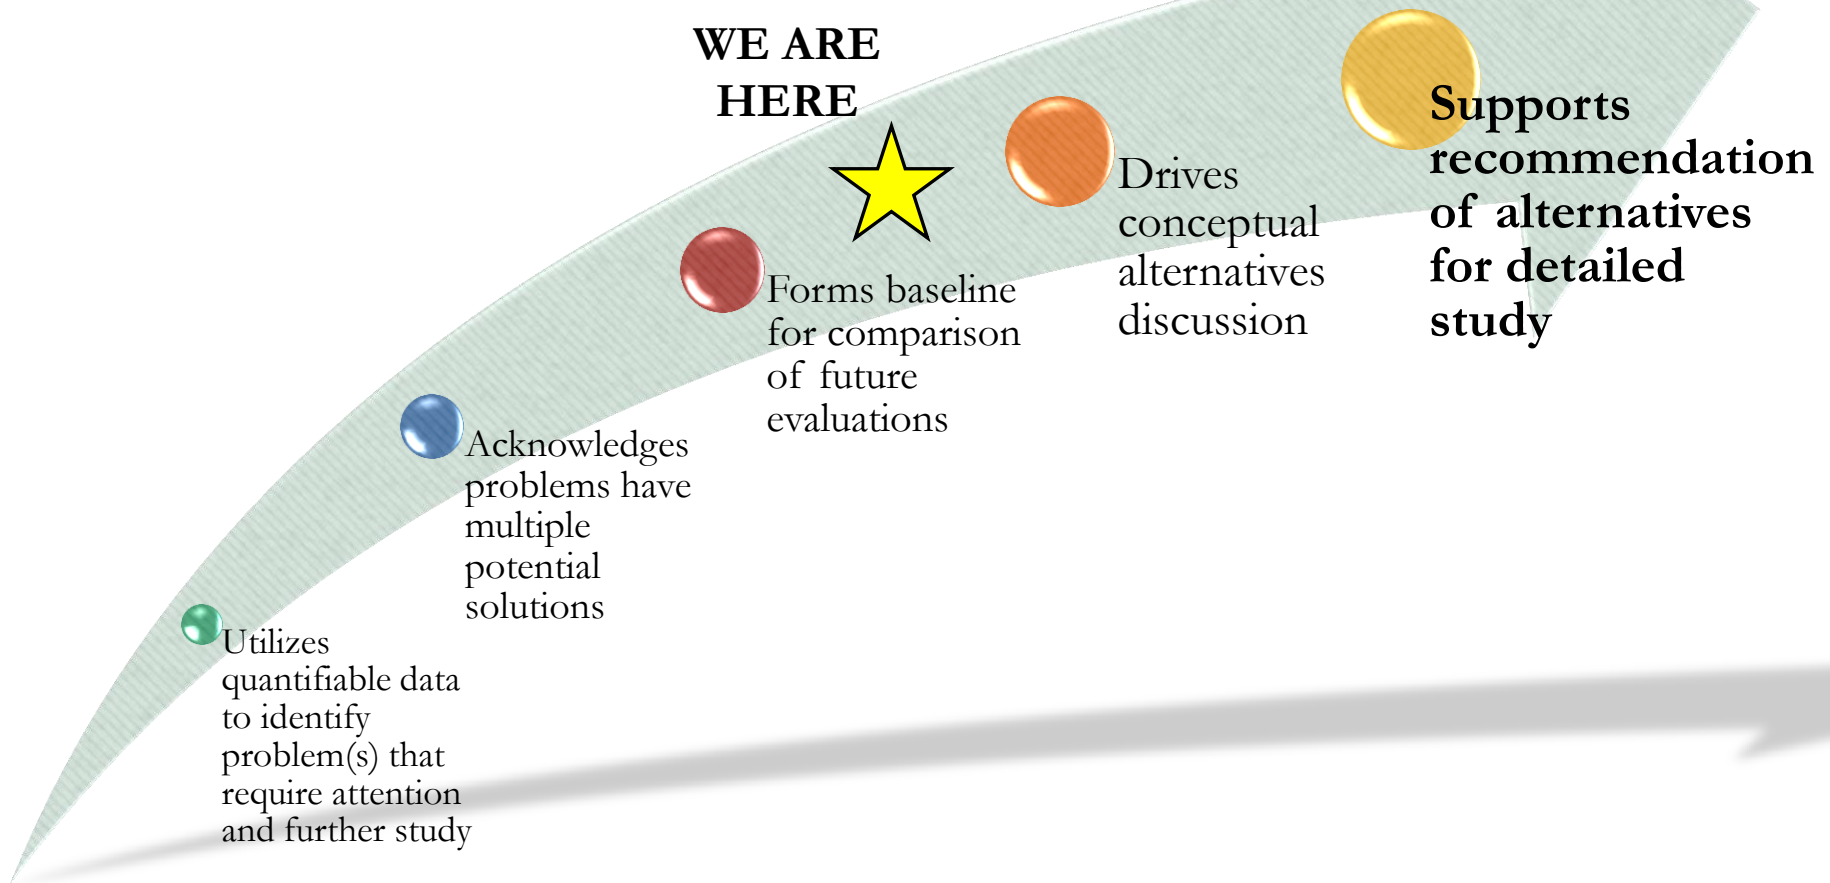 WE ARE
HERE
Supports
recommendation
of alternatives
for detailed
study
Drives
conceptual
alternatives
discussion
Forms baseline
for comparison
of future
evaluations
Acknowledges
problems have
multiple
potential
solutions
Utilizes
quantifiable data
to identify
problem(s) that
require attention
and further study